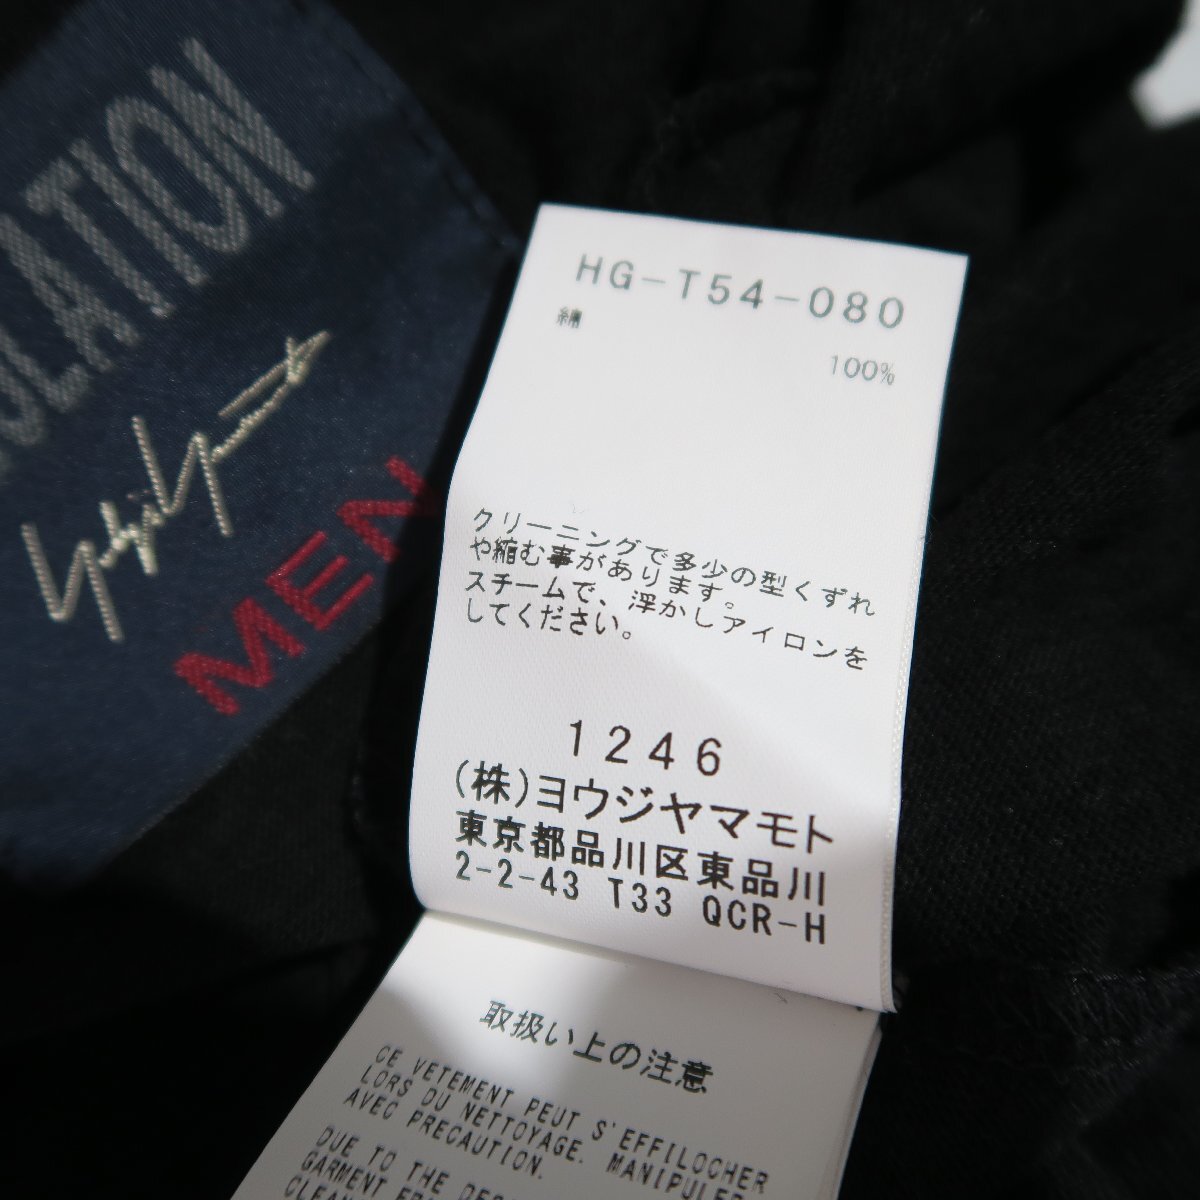 LATION
Yohji Yamamoto
MEN
HG-T54-080
綿
100%
クリーニングで多少の型くずれ
や縮む事があります。
スチームで、浮かしアイロンを
してください。
1246
(株)ヨウジヤマモト
東京都品川区東品川
2-2-43 T33 QCR-H
取扱い上の注意
CE VETEMENT PEUT S'EFFILOCHER
LORS DU NETTOYAGE. MANIPULER
AVEC PRECAUTION.
DUE TO THE
GARMENT